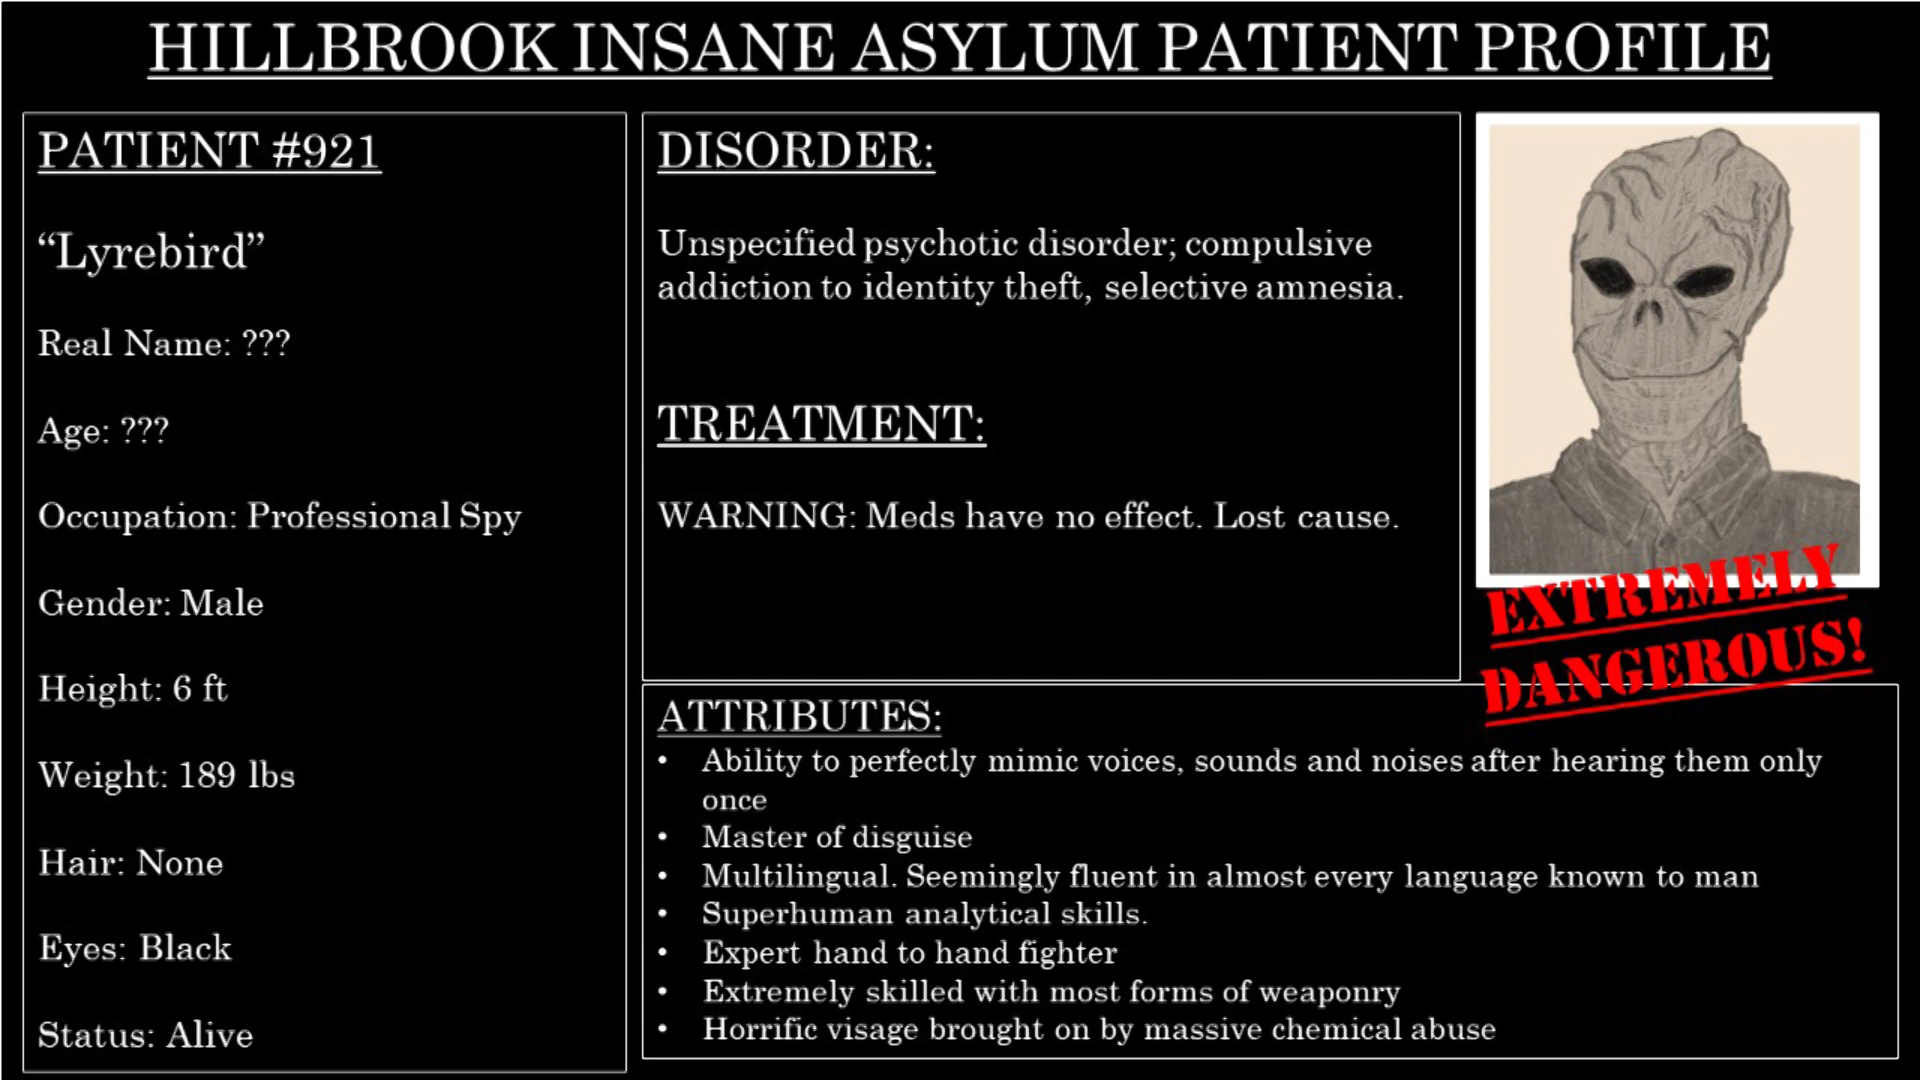 HILLBROOK INSANE ASYLUM PATIENT PROFILE
PATIENT #921
“Lyrebird”
Real Name: ???
Age: ???
Occupation: Professional Spy
Gender: Male
Height: 6 ft
Weight: 189 lbs
Hair: None
Eyes: Black
Status: Alive
DISORDER:
Unspecified psychotic disorder; compulsive
addiction to identity theft, selective amnesia.
TREATMENT:
WARNING: Meds have no effect. Lost cause.
EXTREMELY
DANGEROUS!
ATTRIBUTES:
• Ability to perfectly mimic voices, sounds and noises after hearing them only
once
• Master of disguise
• Multilingual. Seemingly fluent in almost every language known to man
• Superhuman analytical skills.
• Expert hand to hand fighter
• Extremely skilled with most forms of weaponry
• Horrific visage brought on by massive chemical abuse